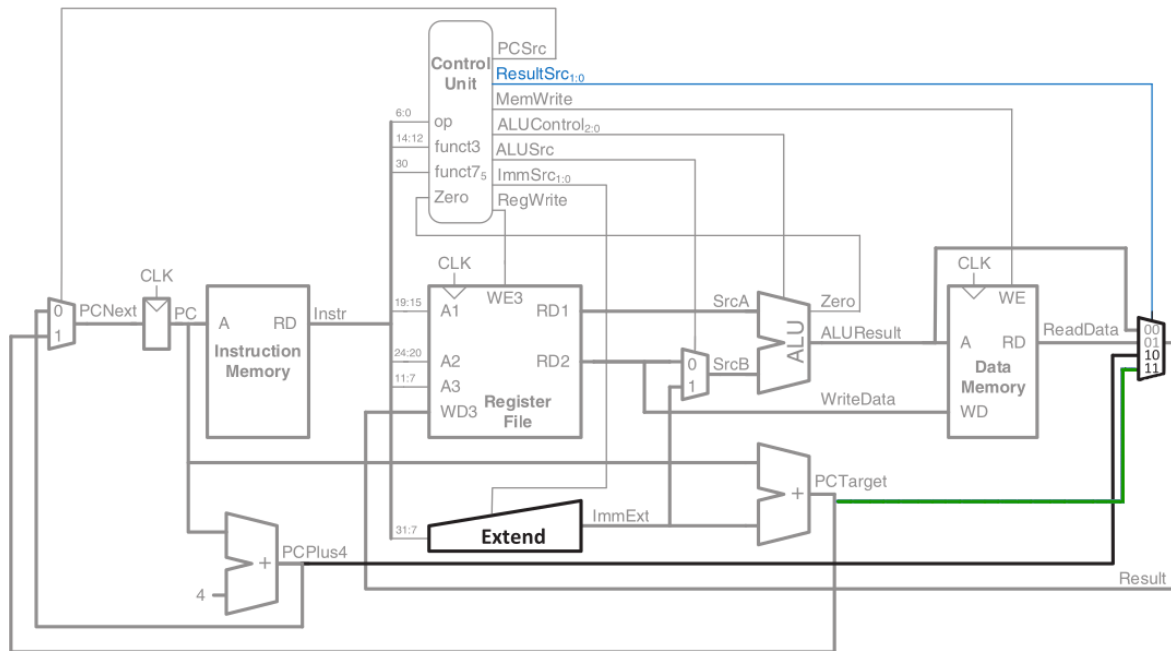 PCSrc
Control
Unit
ResultSrc1:0
MemWrite
6:0
op
ALUControl2:0
14:12
funct3
ALUSrc
30
funct75
ImmSrc1:0
Zero
RegWrite
CLK
CLK
CLK
0
1
PCNext
PC
A
RD
Instruction
Memory
Instr
19:15
A1
WE3
RD1
24:20
A2
RD2
11:7
A3
WD3
Register
File
0
1
SrcA
SrcB
ALU
Zero
ALUResult
WriteData
WE
A
RD
Data
Memory
WD
ReadData
00
01
10
11
PCTarget
+
31:7
Extend
ImmExt
PCPlus4
+
4
Result